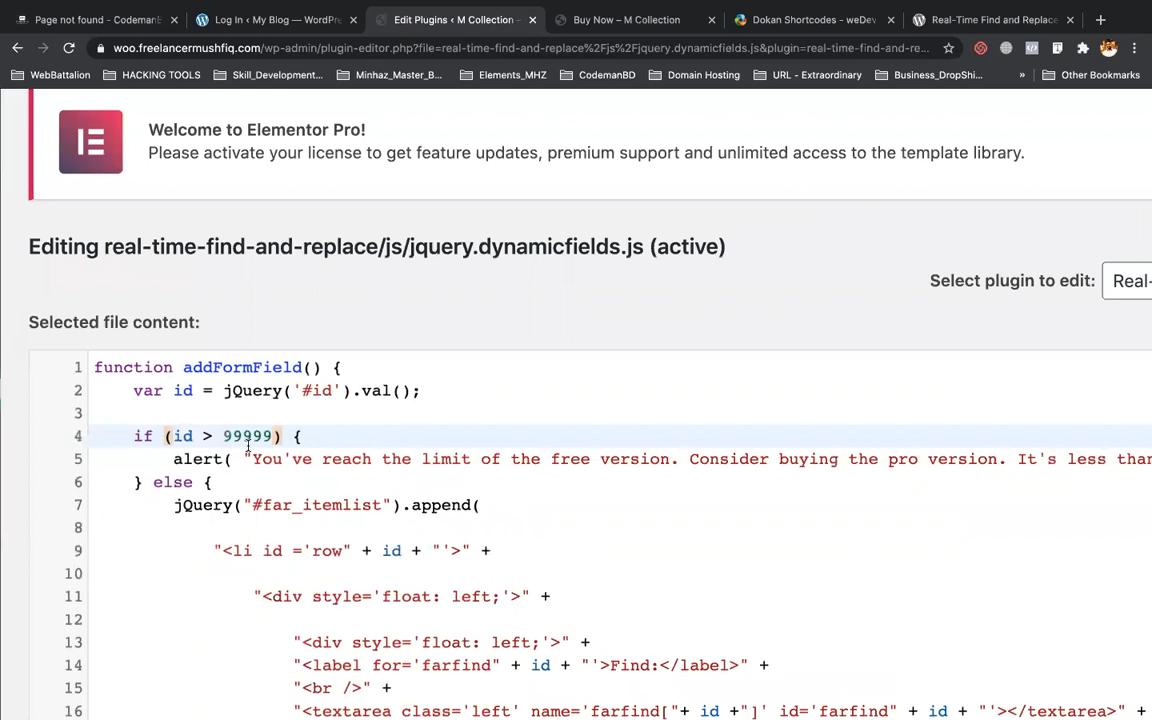 Page not found - Codeman
Log In ‹ My Blog — WordPre
Edit Plugins ‹ M Collection –
Buy Now – M Collection
Dokan Shortcodes - weDev
Real-Time Find and Replace
woo.freelancermushfiq.com/wp-admin/plugin-editor.php?file=real-time-find-and-replace%2Fjs%2Fjquery.dynamicfields.js&plugin=real-time-find-and-re...
WebBattalion HACKING TOOLS Skill_Development... Minhaz_Master_B... Elements_MHZ CodemanBD Domain Hosting URL - Extraordinary Business_DropShi... » Other Bookmarks
Welcome to Elementor Pro!
Please activate your license to get feature updates, premium support and unlimited access to the template library.
Editing real-time-find-and-replace/js/jquery.dynamicfields.js (active)
Select plugin to edit: Real-
Selected file content:
1 function addFormField() {
2 var id = jQuery('#id').val();
3
4 if (id > 99999) {
5 alert( "You've reach the limit of the free version. Consider buying the pro version. It's less than
6 } else {
7 jQuery("#far_itemlist").append(
8
9 "<li id ='row" + id + "'>" +
10
11 "<div style='float: left;'>" +
12
13 "<div style='float: left;'>" +
14 "<label for='farfind" + id + "'>Find:</label>" +
15 "<br />" +
16 "<textarea class='left' name='farfind["+ id +"]' id='farfind" + id + "'></textarea>" +